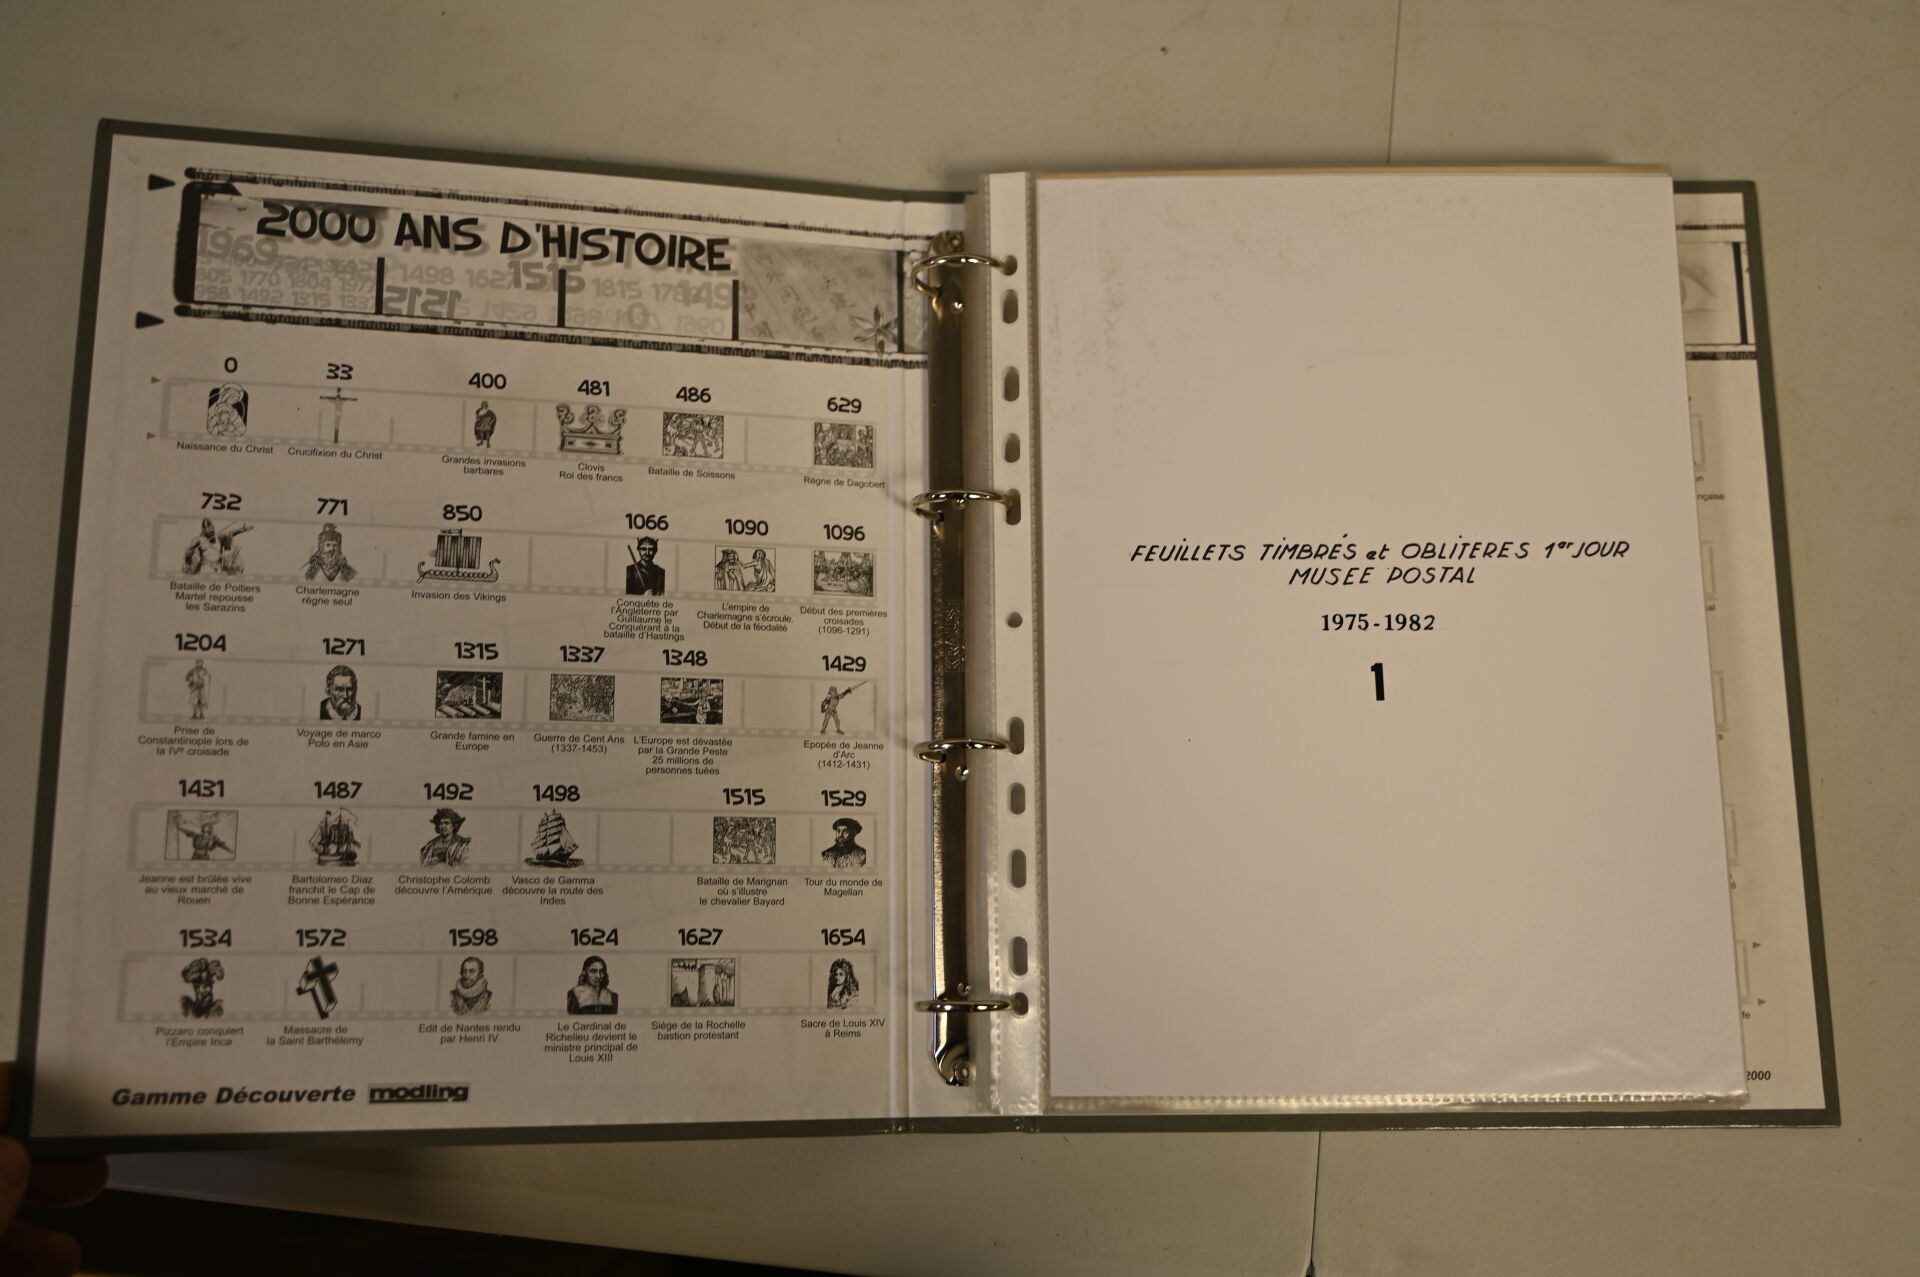 2000 ANS D'HISTOIRE
0
33
400
481
486
629
Naissance du Christ
Crucifixion du Christ
Grandes invasions
barbares
Clovis
Roi des francs
Bataille de Soissons
Règne de Dagobert
732
771
850
1066
1090
1096
Bataille de Poitiers
Martel repousse
les Sarazins
Charlemagne
règne seul
Invasion des Vikings
Conquête de
l'Angleterre par
Guillaume le
Conquérant à la
bataille d'Hastings
L'empire de
Charlemagne s'écroule.
Début de la féodalité
Début des premières
croisades
(1096-1291)
1204
1271
1315
1337
1348
1429
Prise de
Constantinople lors de
la IVe croisade
Voyage de marco
Polo en Asie
Grande famine en
Europe
Guerre de Cent Ans
(1337-1453)
L'Europe est dévastée
par la Grande Peste
25 millions de
personnes tuées
Epopée de Jeanne
d'Arc
(1412-1431)
1431
1487
1492
1498
1515
1529
Jeanne est brûlée vive
au vieux marché de
Rouen
Bartolomeo Diaz
franchit le Cap de
Bonne Espérance
Christophe Colomb
découvre l'Amérique
Vasco de Gamma
découvre la route des
Indes
Bataille de Marignan
où s'illustre
le chevalier Bayard
Tour du monde de
Magellan
1534
1572
1598
1624
1627
1654
Pizzaro conquiert
l'Empire Inca
Massacre de
la Saint Barthélemy
Edit de Nantes rendu
par Henri IV
Le Cardinal de
Richelieu devient le
ministre principal de
Louis XIII
Siège de la Rochelle
bastion protestant
Sacre de Louis XIV
à Reims
Gamme Découverte modling
KRAUSE
FEUILLETS TIMBRÉS et OBLITERES 1er JOUR
MUSEE POSTAL
1975-1982
1
2000